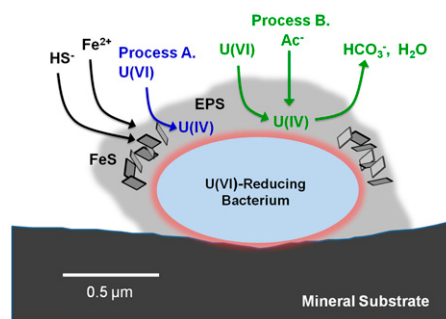 Process B.
Fe²⁺
Process A.
U(VI)
Ac⁻
HCO₃⁻, H₂O
HS⁻
U(VI)
EPS
U(IV)
U(IV)
FeS
U(VI)-Reducing
Bacterium
0.5 µm
Mineral Substrate